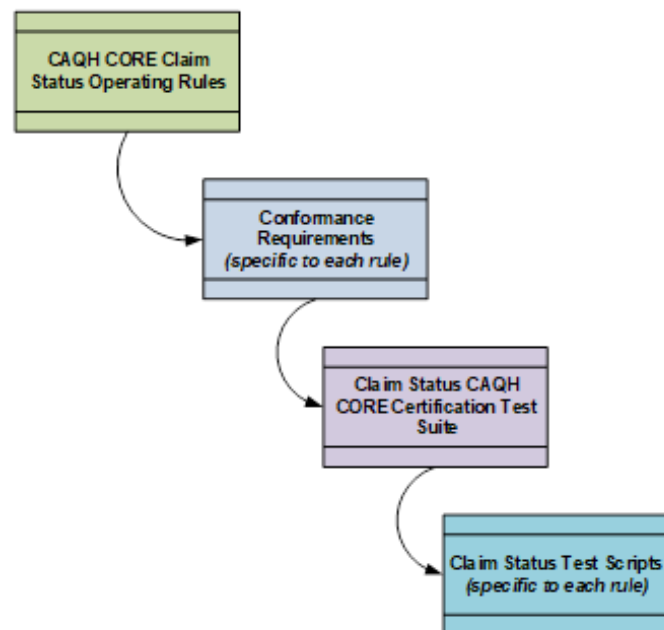 CAQH CORE Claim
Status Operating Rules
Conformance
Requirements
(specific to each rule)
Claim Status CAQH
CORE Certification Test
Suite
Claim Status Test Scripts
(specific to each rule)